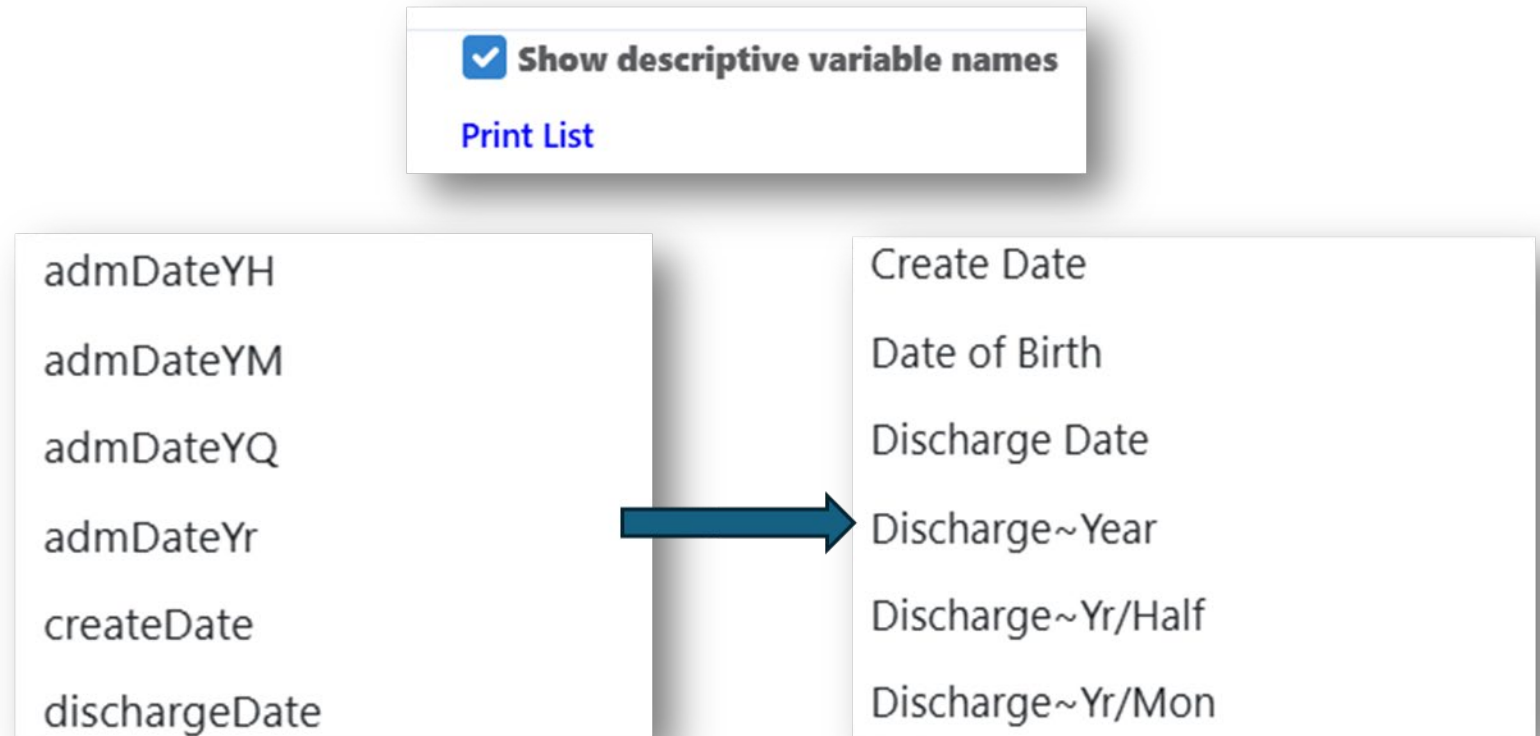 Show descriptive variable names
Print List
admDateYH
admDateYM
admDateYQ
admDateYr
createDate
dischargeDate
Create Date
Date of Birth
Discharge Date
Discharge~Year
Discharge~Yr/Half
Discharge~Yr/Mon